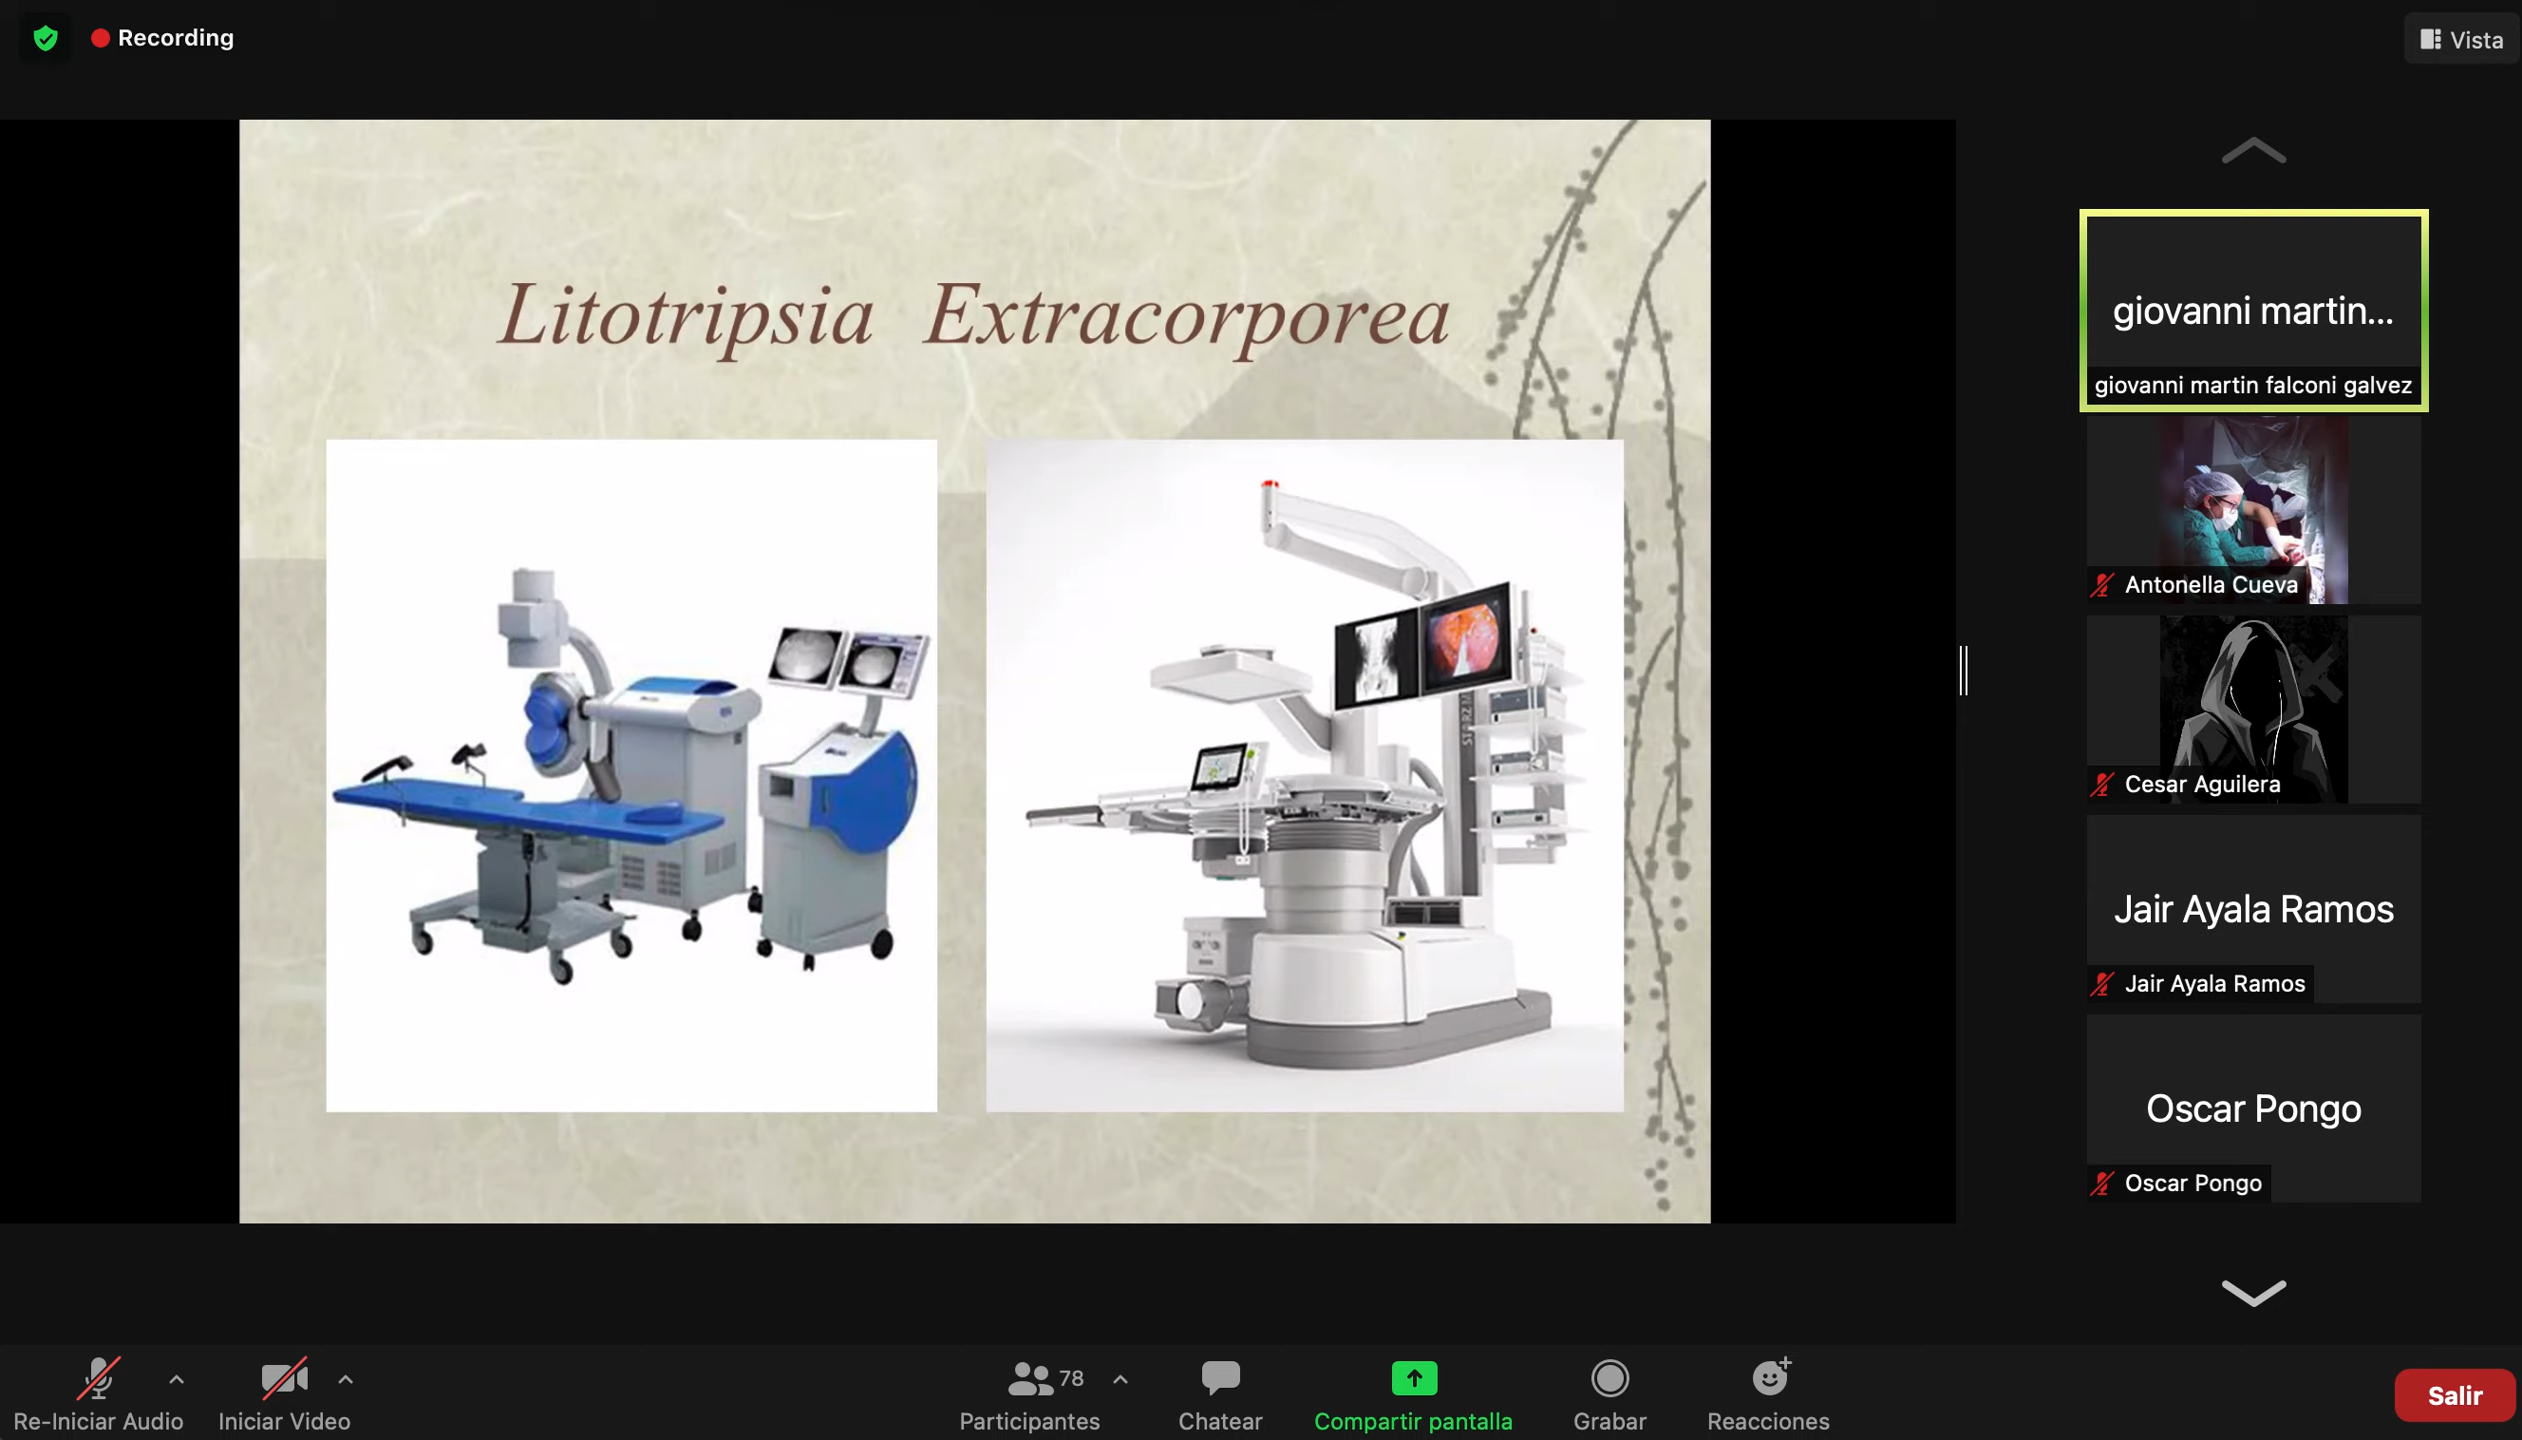 Recording
Vista
Litotripsia Extracorporea
giovanni martin...
giovanni martin falconi galvez
Antonella Cueva
Cesar Aguilera
Jair Ayala Ramos
Jair Ayala Ramos
Oscar Pongo
Oscar Pongo
Re-Iniciar Audio
Iniciar Video
78
Participantes
Chatear
Compartir pantalla
Grabar
Reacciones
Salir